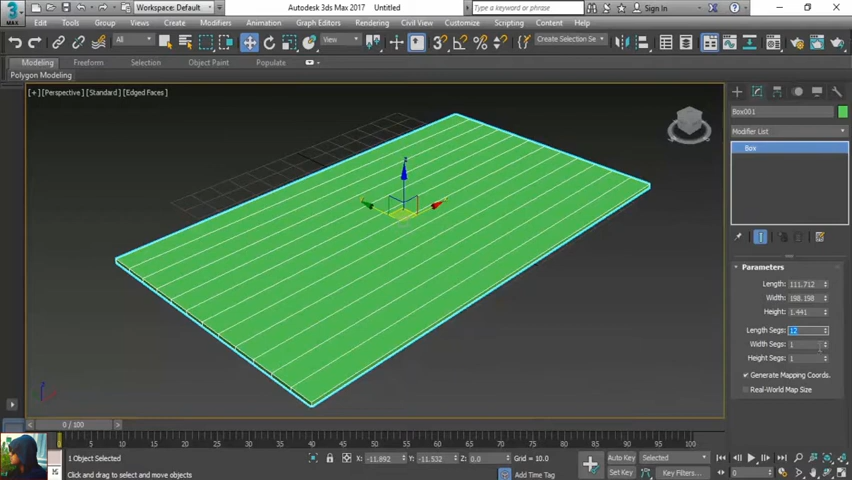 3 MAX
Workspace: Default
Autodesk 3ds Max 2017    Untitled
Type a keyword or phrase
Sign In
Edit Tools Group Views Create Modifiers Animation Graph Editors Rendering Civil View Customize Scripting Content Help
All View Create Selection Se
Modeling Freeform Selection Object Paint Populate
Polygon Modeling
[+] [Perspective] [Standard] [Edged Faces]
Box001
Modifier List
Box
Parameters
Length: 111.712
Width: 198.198
Height: 1.441
Length Segs: 12
Width Segs: 1
Height Segs: 1
Generate Mapping Coords.
Real-World Map Size
z
0 / 100
0 5 10 15 20 25 30 35 40 45 50 55 60 65 70 75 80 85 90 95 100
1 Object Selected X: -11.892 Y: -11.532 Z: 0.0 Grid = 10.0 Auto Key Selected
Click and drag to select and move objects Add Time Tag Set Key Key Filters... 0